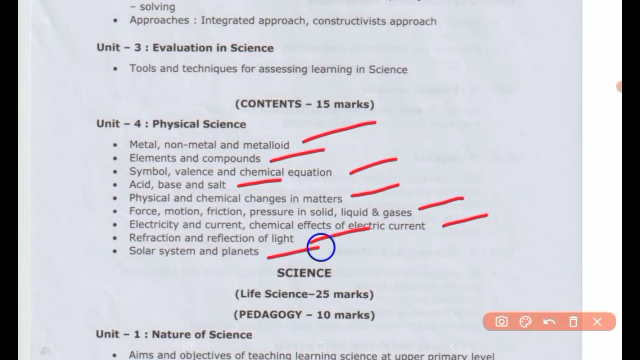 – solving
• Approaches : Integrated approach, constructivists approach
Unit – 3 : Evaluation in Science
• Tools and techniques for assessing learning in Science
(CONTENTS – 15 marks)
Unit – 4 : Physical Science
• Metal, non-metal and metalloid
• Elements and compounds
• Symbol, valence and chemical equation
• Acid, base and salt
• Physical and chemical changes in matters
• Force, motion, friction, pressure in solid, liquid & gases
• Electricity and current, chemical effects of electric current
• Refraction and reflection of light
• Solar system and planets
SCIENCE
(Life Science–25 marks)
(PEDAGOGY – 10 marks)
Unit – 1 : Nature of Science
• Aims and objectives of teaching learning science at upper primary level